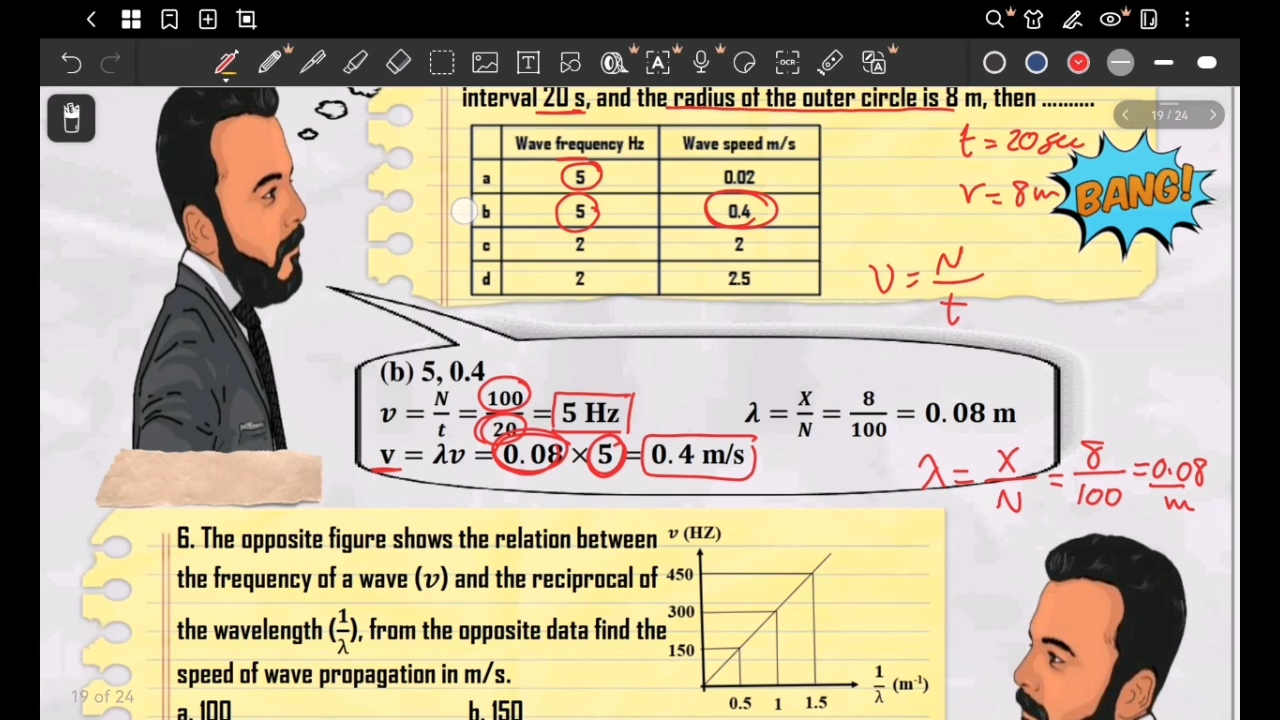 interval 20 s, and the radius of the outer circle is 8 m, then ..........
19 / 24
Wave frequency Hz Wave speed m/s
a 5 0.02
b 5 0.4
c 2 2
d 2 2.5
t = 20 sec
r = 8 m
BANG!
ν = N/t
(b) 5, 0.4
ν = N/t = 100/20 = 5 Hz
λ = X/N = 8/100 = 0.08 m
v = λν = 0.08 × 5 = 0.4 m/s
λ = X/N = 8/100 = 0.08 m
6. The opposite figure shows the relation between
the frequency of a wave (ν) and the reciprocal of
the wavelength (1/λ), from the opposite data find the
speed of wave propagation in m/s.
a. 100 b. 150
ν (HZ)
450
300
150
0.5 1 1.5
1/λ (m⁻¹)
19 of 24
T
A
OCR
A